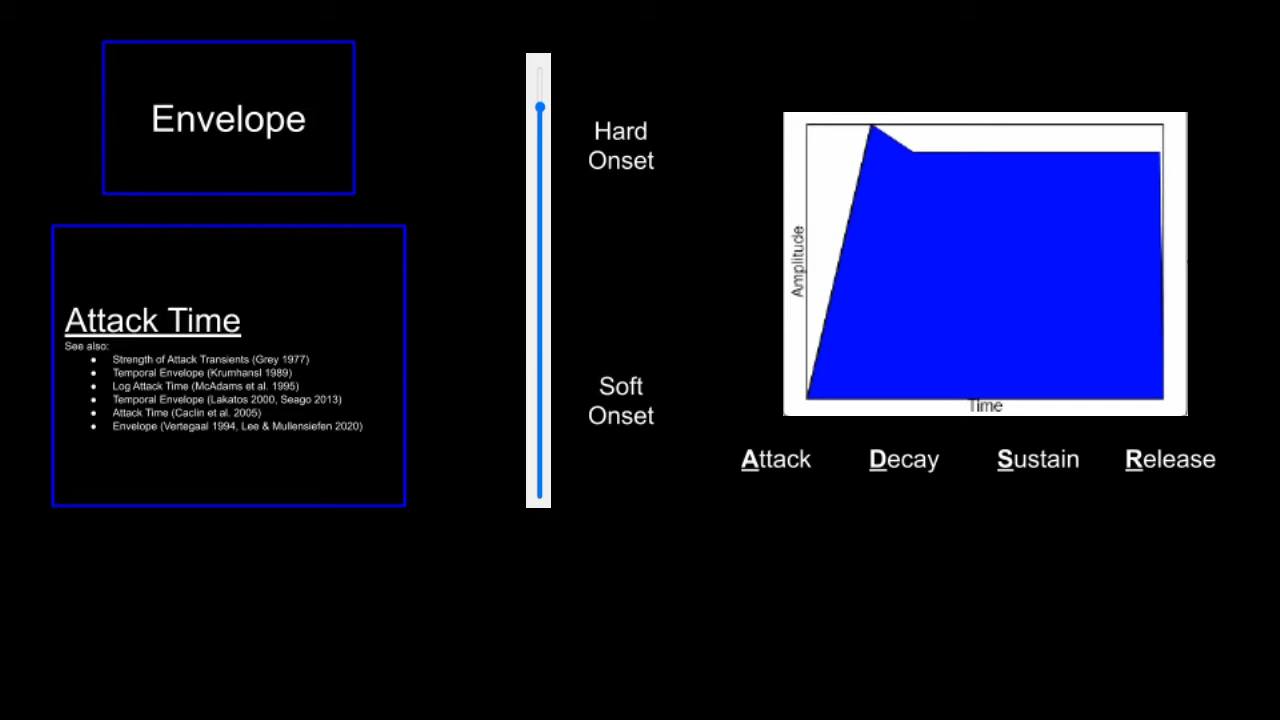 Envelope
Attack Time
See also:
● Strength of Attack Transients (Grey 1977)
● Temporal Envelope (Krumhansl 1989)
● Log Attack Time (McAdams et al. 1995)
● Temporal Envelope (Lakatos 2000, Seago 2013)
● Attack Time (Caclin et al. 2005)
● Envelope (Vertegaal 1994, Lee & Mullensiefen 2020)
Hard
Onset
Soft
Onset
Amplitude
Time
Attack Decay Sustain Release